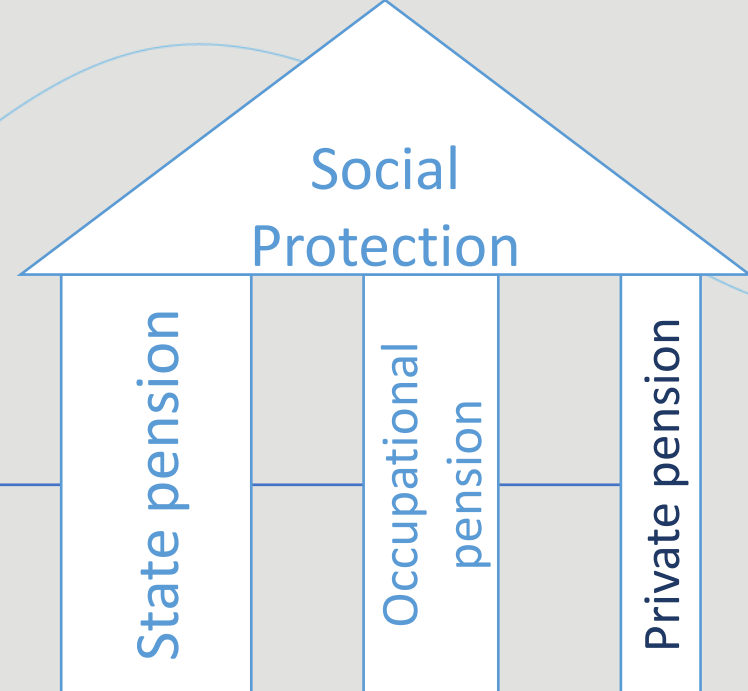 Social
Protection
State pension
Occupational
pension
Private pension